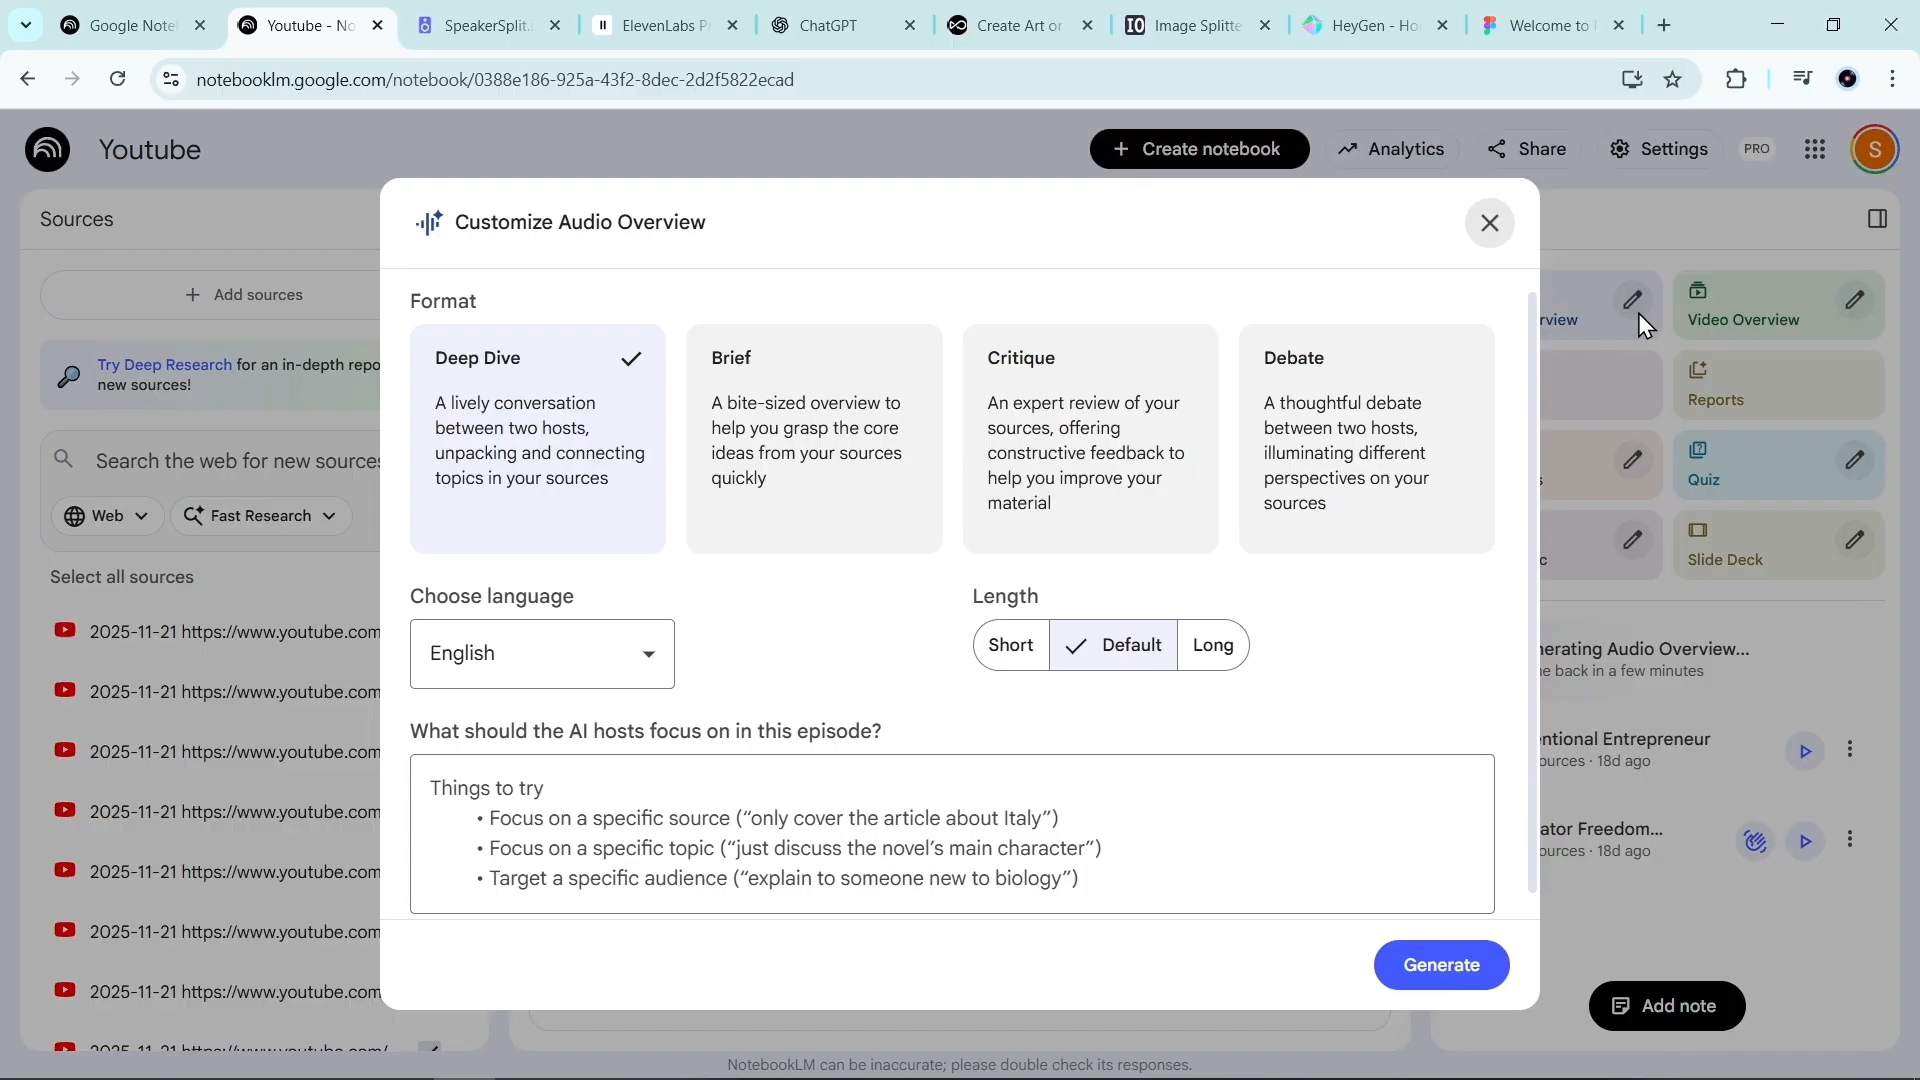 Google Note
Youtube - No
SpeakerSplit.
ElevenLabs P
ChatGPT
Create Art or
Image Splitte
HeyGen - Ho
Welcome to
notebooklm.google.com/notebook/0388e186-925a-43f2-8dec-2d2f5822ecad
Youtube
Create notebook
Analytics
Share
Settings
PRO
S
Sources
Add sources
Try Deep Research for an in-depth repo
new sources!
Search the web for new sources
Web
Fast Research
Select all sources
2025-11-21 https://www.youtube.com
2025-11-21 https://www.youtube.com
2025-11-21 https://www.youtube.com
2025-11-21 https://www.youtube.com
2025-11-21 https://www.youtube.com
2025-11-21 https://www.youtube.com
2025-11-21 https://www.youtube.com
2025-11-21 https://www.youtube.com/
Customize Audio Overview
Format
Deep Dive
A lively conversation
between two hosts,
unpacking and connecting
topics in your sources
Brief
A bite-sized overview to
help you grasp the core
ideas from your sources
quickly
Critique
An expert review of your
sources, offering
constructive feedback to
help you improve your
material
Debate
A thoughtful debate
between two hosts,
illuminating different
perspectives on your
sources
Choose language
English
Length
Short
Default
Long
What should the AI hosts focus on in this episode?
Things to try
• Focus on a specific source (“only cover the article about Italy”)
• Focus on a specific topic (“just discuss the novel’s main character”)
• Target a specific audience (“explain to someone new to biology”)
Generate
rview
Video Overview
Reports
s
Quiz
c
Slide Deck
nerating Audio Overview...
ne back in a few minutes
entional Entrepreneur
ources · 18d ago
ator Freedom...
ources · 18d ago
Add note
NotebookLM can be inaccurate; please double check its responses.